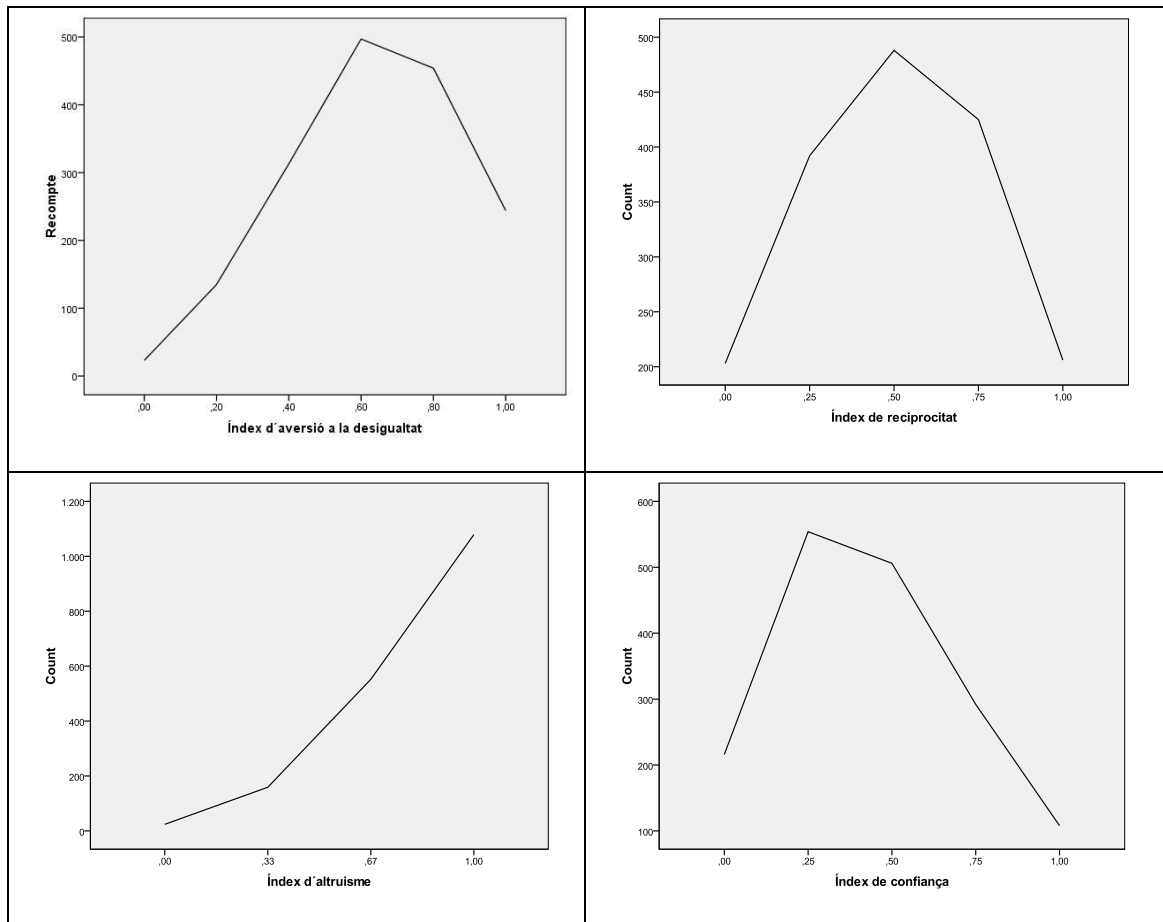 500
400
300
200
100
0
Recompte
,00 ,20 ,40 ,60 ,80 1,00
Índex d´aversió a la desigualtat
500
450
400
350
300
250
200
Count
,00 ,25 ,50 ,75 1,00
Índex de reciprocitat
1.200
1.000
800
600
400
200
0
Count
,00 ,33 ,67 1,00
Índex d´altruisme
600
500
400
300
200
100
Count
,00 ,25 ,50 ,75 1,00
Índex de confiança